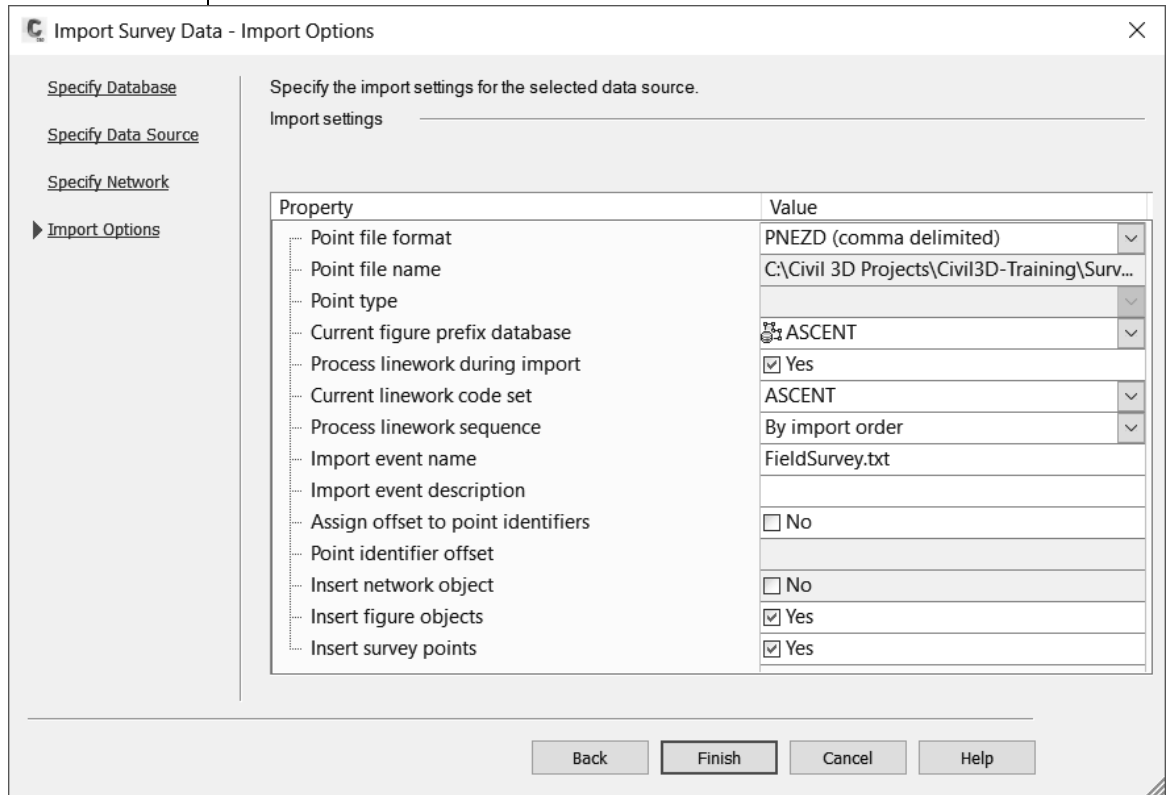 Import Survey Data - Import Options
Specify Database
Specify Data Source
Specify Network
Import Options
Specify the import settings for the selected data source.
Import settings
Property Value
Point file format PNEZD (comma delimited)
Point file name C:\Civil 3D Projects\Civil3D-Training\Surv...
Point type
Current figure prefix database ASCENT
Process linework during import Yes
Current linework code set ASCENT
Process linework sequence By import order
Import event name FieldSurvey.txt
Import event description
Assign offset to point identifiers No
Point identifier offset
Insert network object No
Insert figure objects Yes
Insert survey points Yes
Back Finish Cancel Help